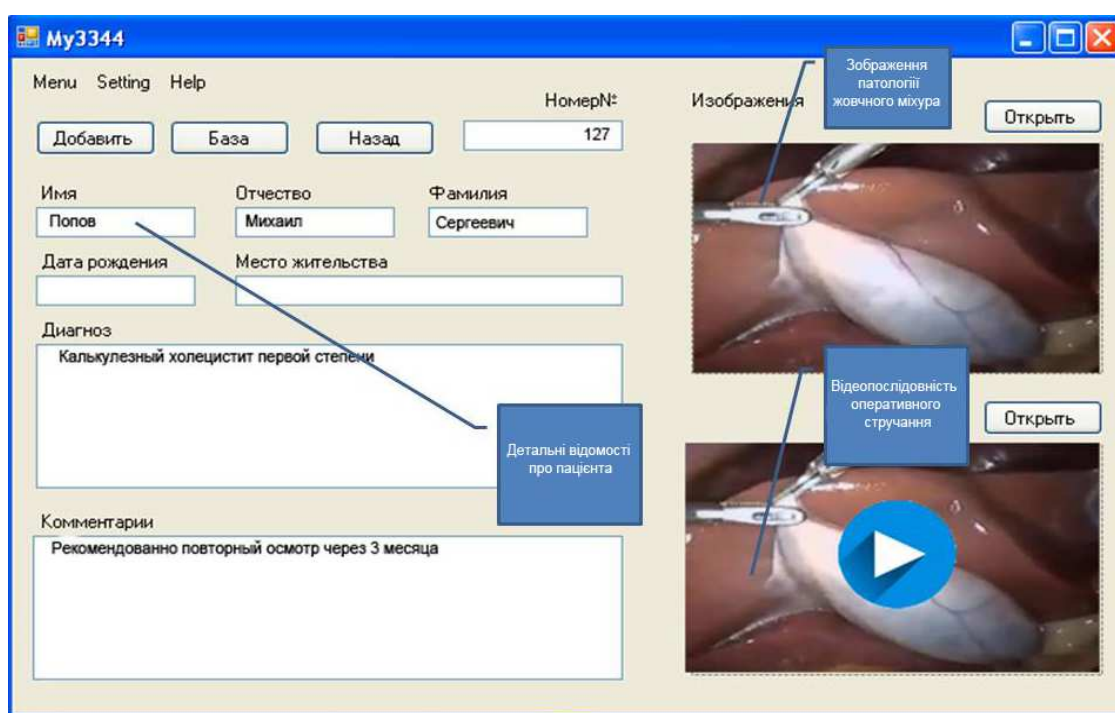 My3344
Menu Setting Help
НомерNº
127
Добавить База Назад
Имя Отчество Фамилия
Попов Михаил Сергеевич
Дата рождения Место жительства
Диагноз
Калькулезный холецистит первой степени
Детальні відомості
про пацієнта
Комментарии
Рекомендованно повторный осмотр через 3 месяца
Изображения
Зображення
патології
жовчного міхура
Открыть
Відеопослідовність
оперативного
стручання
Открыть